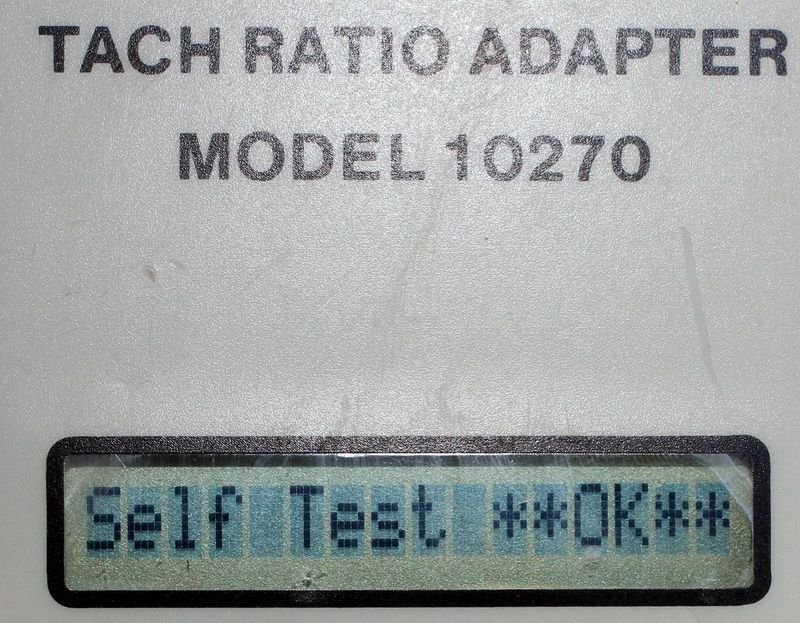 TACH RATIO ADAPTER
MODEL 10270
Self Test **OK**